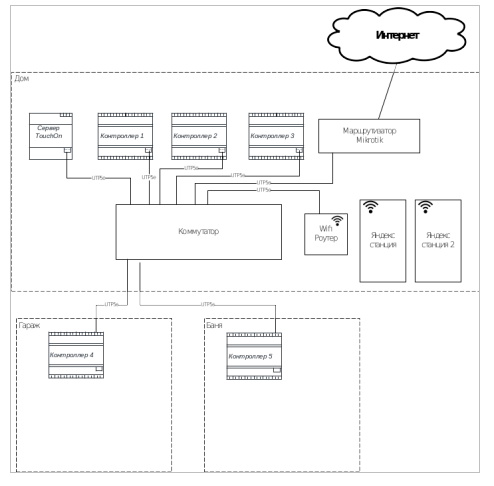 Интернет
Дом
Сервер
TouchOn
Контроллер 1
Контроллер 2
Контроллер 3
Маршрутизатор
Mikrotik
UTP5e
UTP5e
UTP5e
UTP5e
UTP5e
UTP5e
Коммутатор
Wifi
Роутер
Яндекс
станция
Яндекс
станция 2
UTP5e
UTP5e
Гараж
Баня
Контроллер 4
Контроллер 5